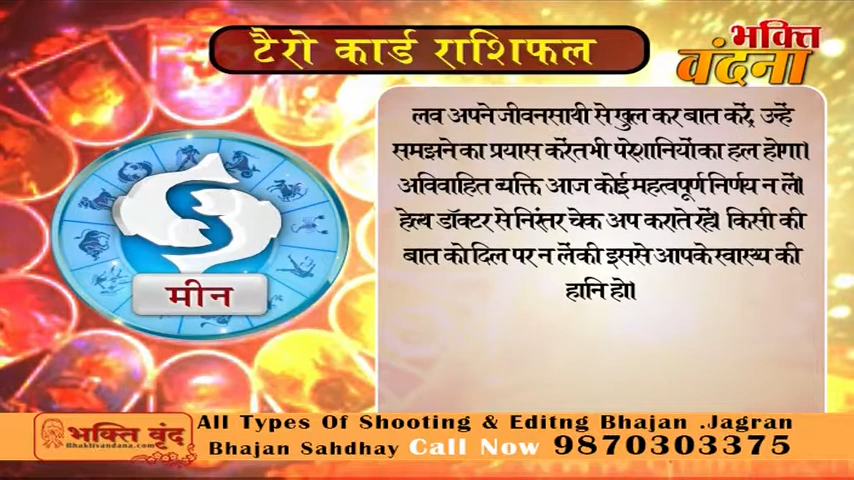 टैरो कार्ड राशिफल
भक्ति
वंदना
लव अपने जीवनसाथी से खुल कर बात करें, उन्हें
समझने का प्रयास करें तभी परेशानियों का हल होगा।
अविवाहित व्यक्ति आज कोई महत्वपूर्ण निर्णय न लें।
हेल्थ डॉक्टर से निरंतर चेक अप कराते रहें। किसी की
बात को दिल पर न लें की इससे आपके स्वास्थ्य की
हानि हो।
मीन
भक्ति वृंद
Bhaktivandana.com
All Types Of Shooting & Editng Bhajan .Jagran
Bhajan Sahdhay Call Now 9870303375